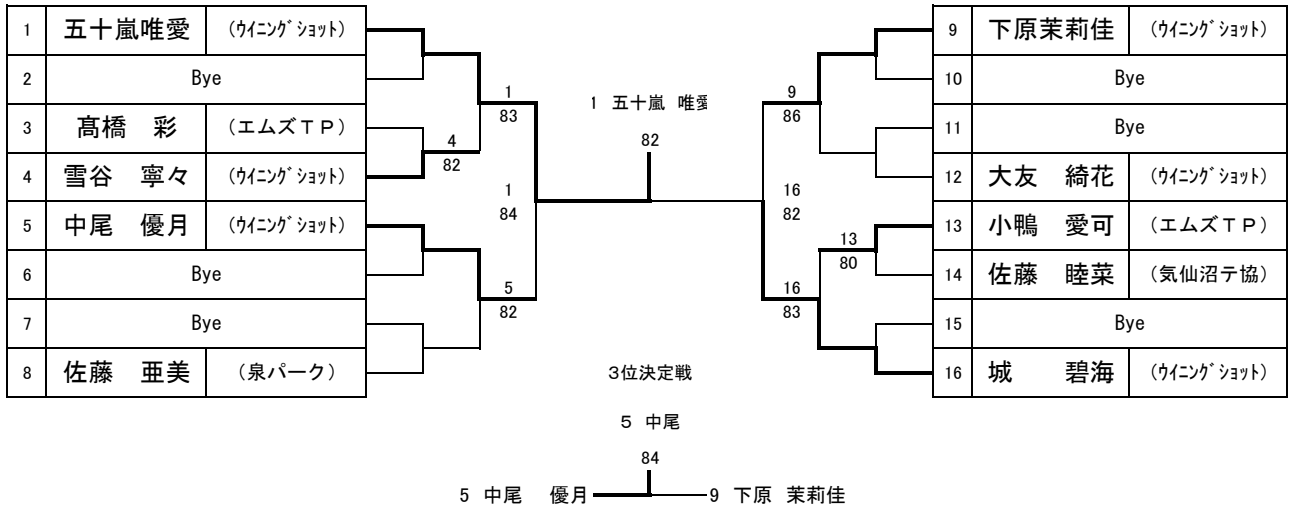 1 五十嵐唯愛 (ｳｲﾆﾝｸﾞｼｮｯﾄ)
2 Bye
3 髙橋　彩 (エムズＴＰ)
4 雪谷　寧々 (ｳｲﾆﾝｸﾞｼｮｯﾄ)
5 中尾　優月 (ｳｲﾆﾝｸﾞｼｮｯﾄ)
6 Bye
7 Bye
8 佐藤　亜美 (泉パーク)
4
82
1
83
5
82
1
84
1 五十嵐 唯愛
82
9
86
16
82
16
83
13
80
9 下原茉莉佳 (ｳｲﾆﾝｸﾞｼｮｯﾄ)
10 Bye
11 Bye
12 大友　綺花 (ｳｲﾆﾝｸﾞｼｮｯﾄ)
13 小鴨　愛可 (エムズＴＰ)
14 佐藤　睦菜 (気仙沼テ協)
15 Bye
16 城　　碧海 (ｳｲﾆﾝｸﾞｼｮｯﾄ)
3位決定戦
5 中尾
84
5 中尾　優月 9 下原 茉莉佳